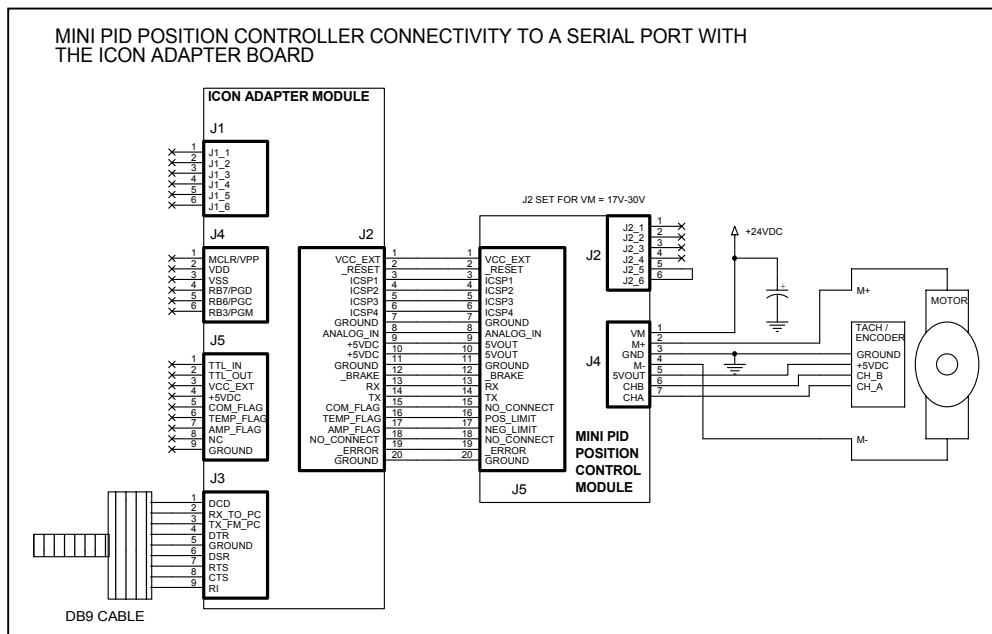 MINI PID POSITION CONTROLLER CONNECTIVITY TO A SERIAL PORT WITH
THE ICON ADAPTER BOARD
ICON ADAPTER MODULE
J1
1 J1_1
2 J1_2
3 J1_3
4 J1_4
5 J1_5
6 J1_6
J4
1 MCLR/VPP
2 VDD
3 VSS
4 RB7/PGD
5 RB6/PGC
6 RB3/PGM
J5
1 TTL_IN
2 TTL_OUT
3 VCC_EXT
4 +5VDC
5 COM_FLAG
6 TEMP_FLAG
7 AMP_FLAG
8 NC
9 GROUND
J3
1 DCD
2 RX_TO_PC
3 TX_FM_PC
4 DTR
5 GROUND
6 DSR
7 RTS
8 CTS
9 RI
DB9 CABLE
J2
VCC_EXT 1
_RESET 2
ICSP1 3
ICSP2 4
ICSP3 5
ICSP4 6
GROUND 7
ANALOG_IN 8
+5VDC 9
+5VDC 10
GROUND 11
_BRAKE 12
RX 13
TX 14
COM_FLAG 15
TEMP_FLAG 16
AMP_FLAG 17
NO_CONNECT 18
_ERROR 19
GROUND 20
1 VCC_EXT
2 _RESET
3 ICSP1
4 ICSP2
5 ICSP3
6 ICSP4
7 GROUND
8 ANALOG_IN
9 5VOUT
10 5VOUT
11 GROUND
12 _BRAKE
13 RX
14 TX
15 NO_CONNECT
16 POS_LIMIT
17 NEG_LIMIT
18 NO_CONNECT
19 _ERROR
20 GROUND
J5
MINI PID
POSITION
CONTROL
MODULE
J2 SET FOR VM = 17V-30V
J2
J2_1 1
J2_2 2
J2_3 3
J2_4 4
J2_5 5
J2_6 6
J4
VM 1
M+ 2
GND 3
M- 4
5VOUT 5
CHB 6
CHA 7
+24VDC
+
M+
MOTOR
TACH /
ENCODER
GROUND
+5VDC
CH_B
CH_A
M-